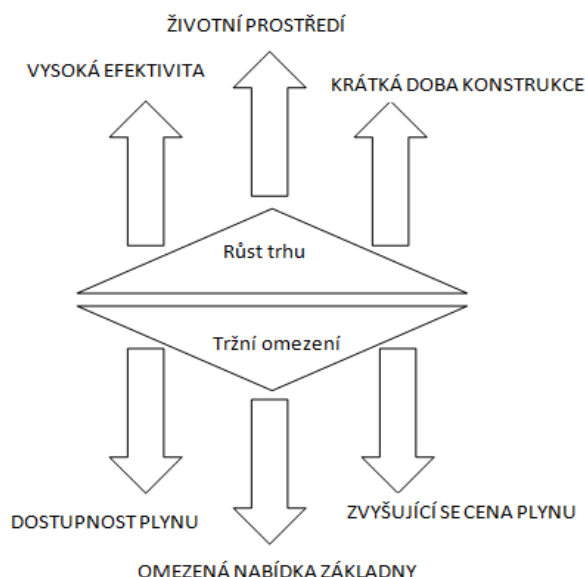 ŽIVOTNÍ PROSTŘEDÍ
VYSOKÁ EFEKTIVITA
KRÁTKÁ DOBA KONSTRUKCE
Růst trhu
Tržní omezení
DOSTUPNOST PLYNU
ZVYŠUJÍCÍ SE CENA PLYNU
OMEZENÁ NABÍDKA ZÁKLADNY